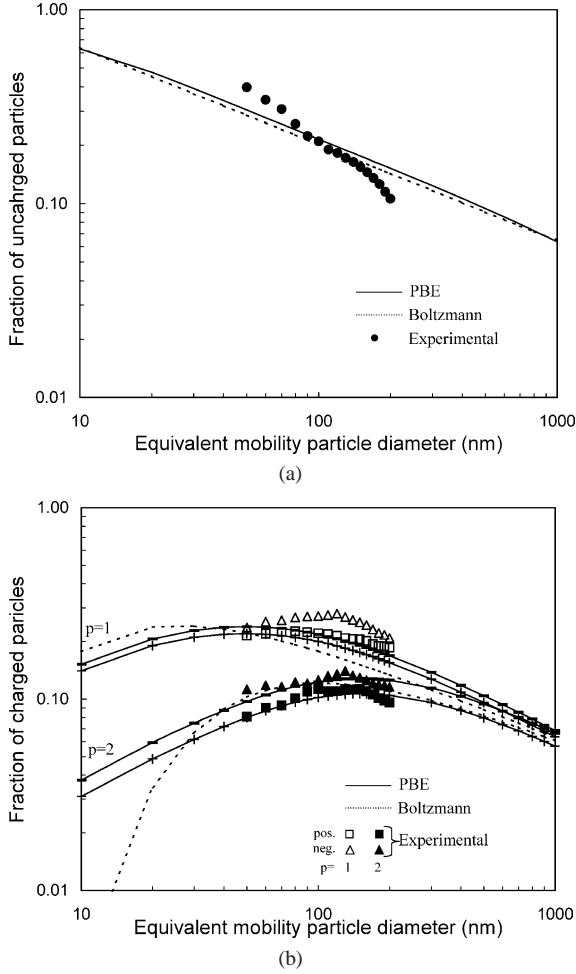 1.00
0.10
0.01
Fraction of uncahrged particles
PBE
Boltzmann
Experimental
10 100 1000
Equivalent mobility particle diameter (nm)
(a)
1.00
0.10
0.01
Fraction of charged paricles
p=1
p=2
PBE
Boltzmann
pos. Experimental
neg.
p= 1 2
10 100 1000
Equivalent mobility particle diameter (nm)
(b)